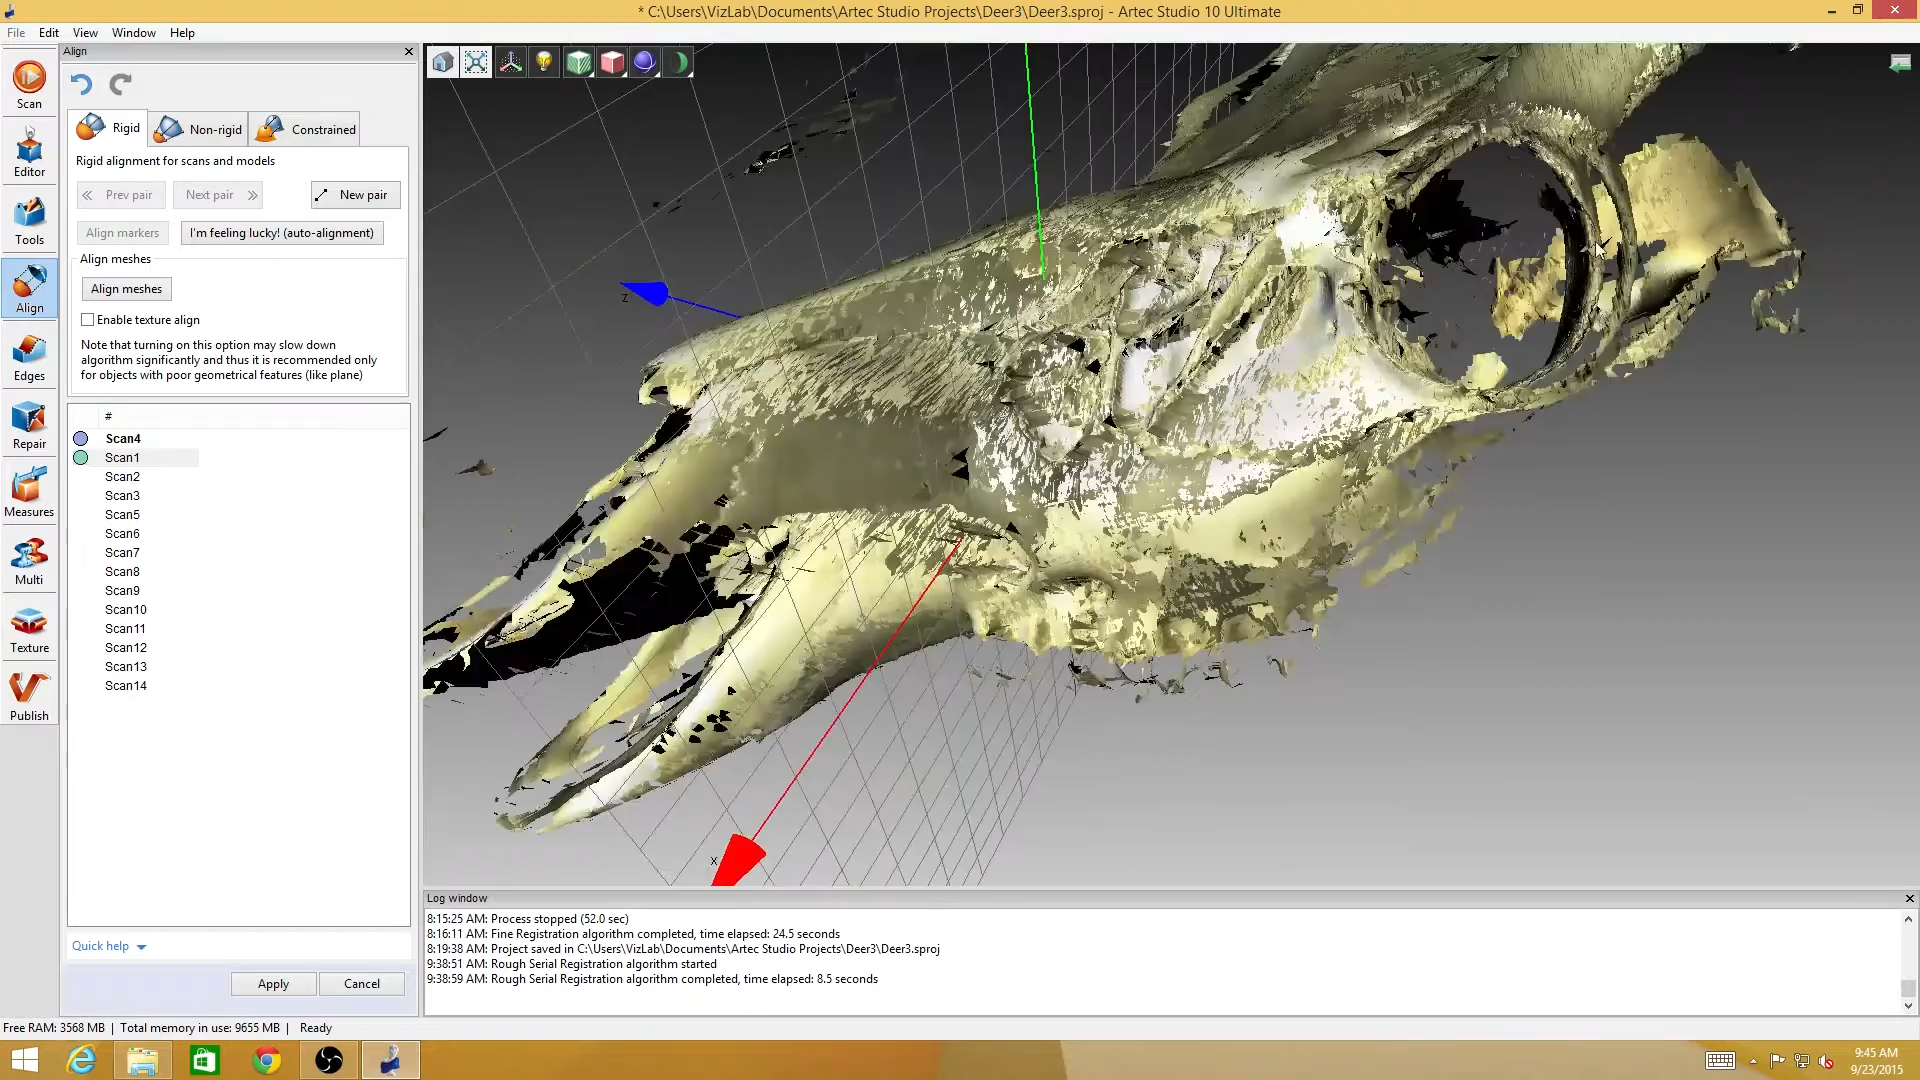 * C:\Users\VizLab\Documents\Artec Studio Projects\Deer3\Deer3.sproj - Artec Studio 10 Ultimate
File Edit View Window Help
Align
Scan
Editor
Tools
Align
Edges
Repair
Measures
Multi
Texture
Publish
Rigid Non-rigid Constrained
Rigid alignment for scans and models
Prev pair Next pair New pair
Align markers I'm feeling lucky! (auto-alignment)
Align meshes
Align meshes
Enable texture align
Note that turning on this option may slow down
algorithm significantly and thus it is recommended only
for objects with poor geometrical features (like plane)
#
Scan4
Scan1
Scan2
Scan3
Scan5
Scan6
Scan7
Scan8
Scan9
Scan10
Scan11
Scan12
Scan13
Scan14
Quick help
Apply Cancel
z
x
Log window
8:15:25 AM: Process stopped (52.0 sec)
8:16:11 AM: Fine Registration algorithm completed, time elapsed: 24.5 seconds
8:19:38 AM: Project saved in C:\Users\VizLab\Documents\Artec Studio Projects\Deer3\Deer3.sproj
9:38:51 AM: Rough Serial Registration algorithm started
9:38:59 AM: Rough Serial Registration algorithm completed, time elapsed: 8.5 seconds
Free RAM: 3568 MB | Total memory in use: 9655 MB | Ready
9:45 AM
9/23/2015